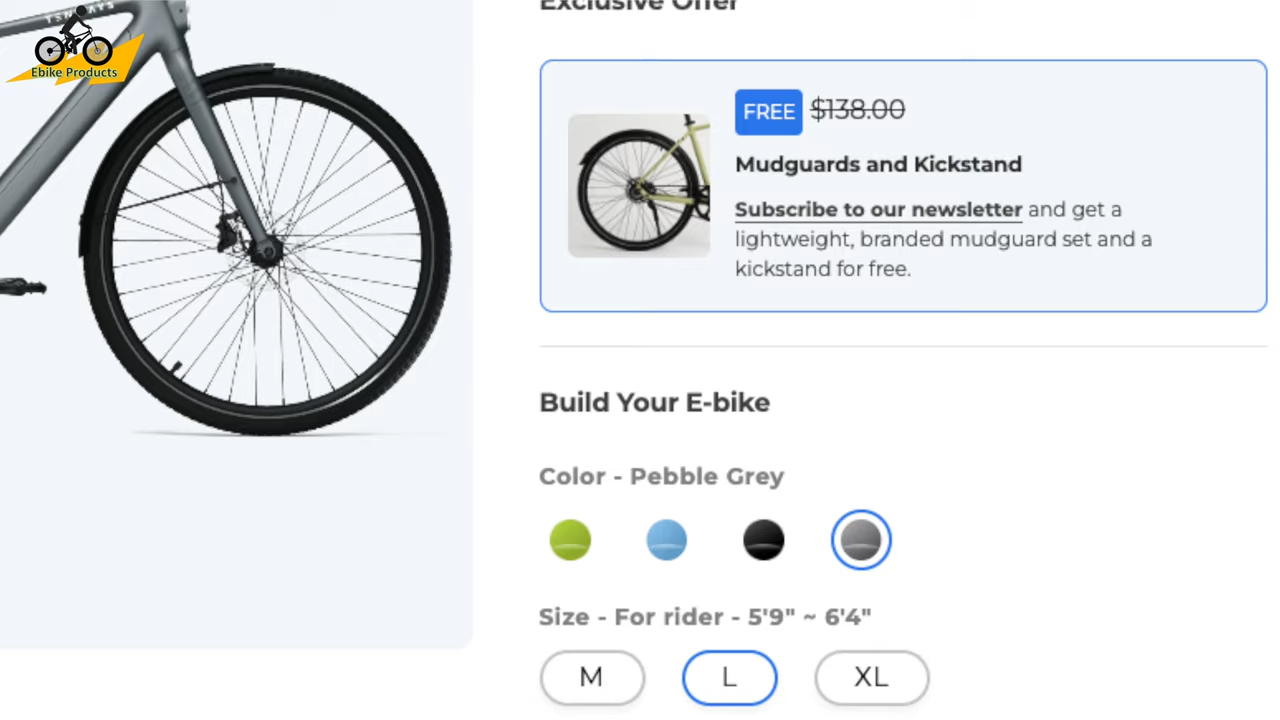 TENWAYS
Ebike Products
Exclusive Offer
FREE $138.00
Mudguards and Kickstand
Subscribe to our newsletter and get a
lightweight, branded mudguard set and a
kickstand for free.
Build Your E-bike
Color - Pebble Grey
Size - For rider - 5'9" ~ 6'4"
M
L
XL